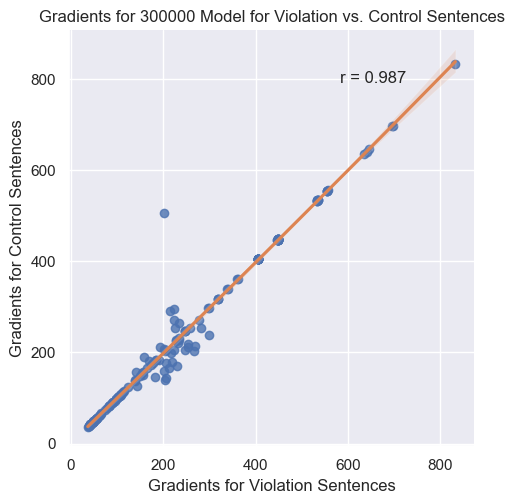 Gradients for 300000 Model for Violation vs. Control Sentences
r = 0.987
800
600
400
200
0
Gradients for Control Sentences
0 200 400 600 800
Gradients for Violation Sentences